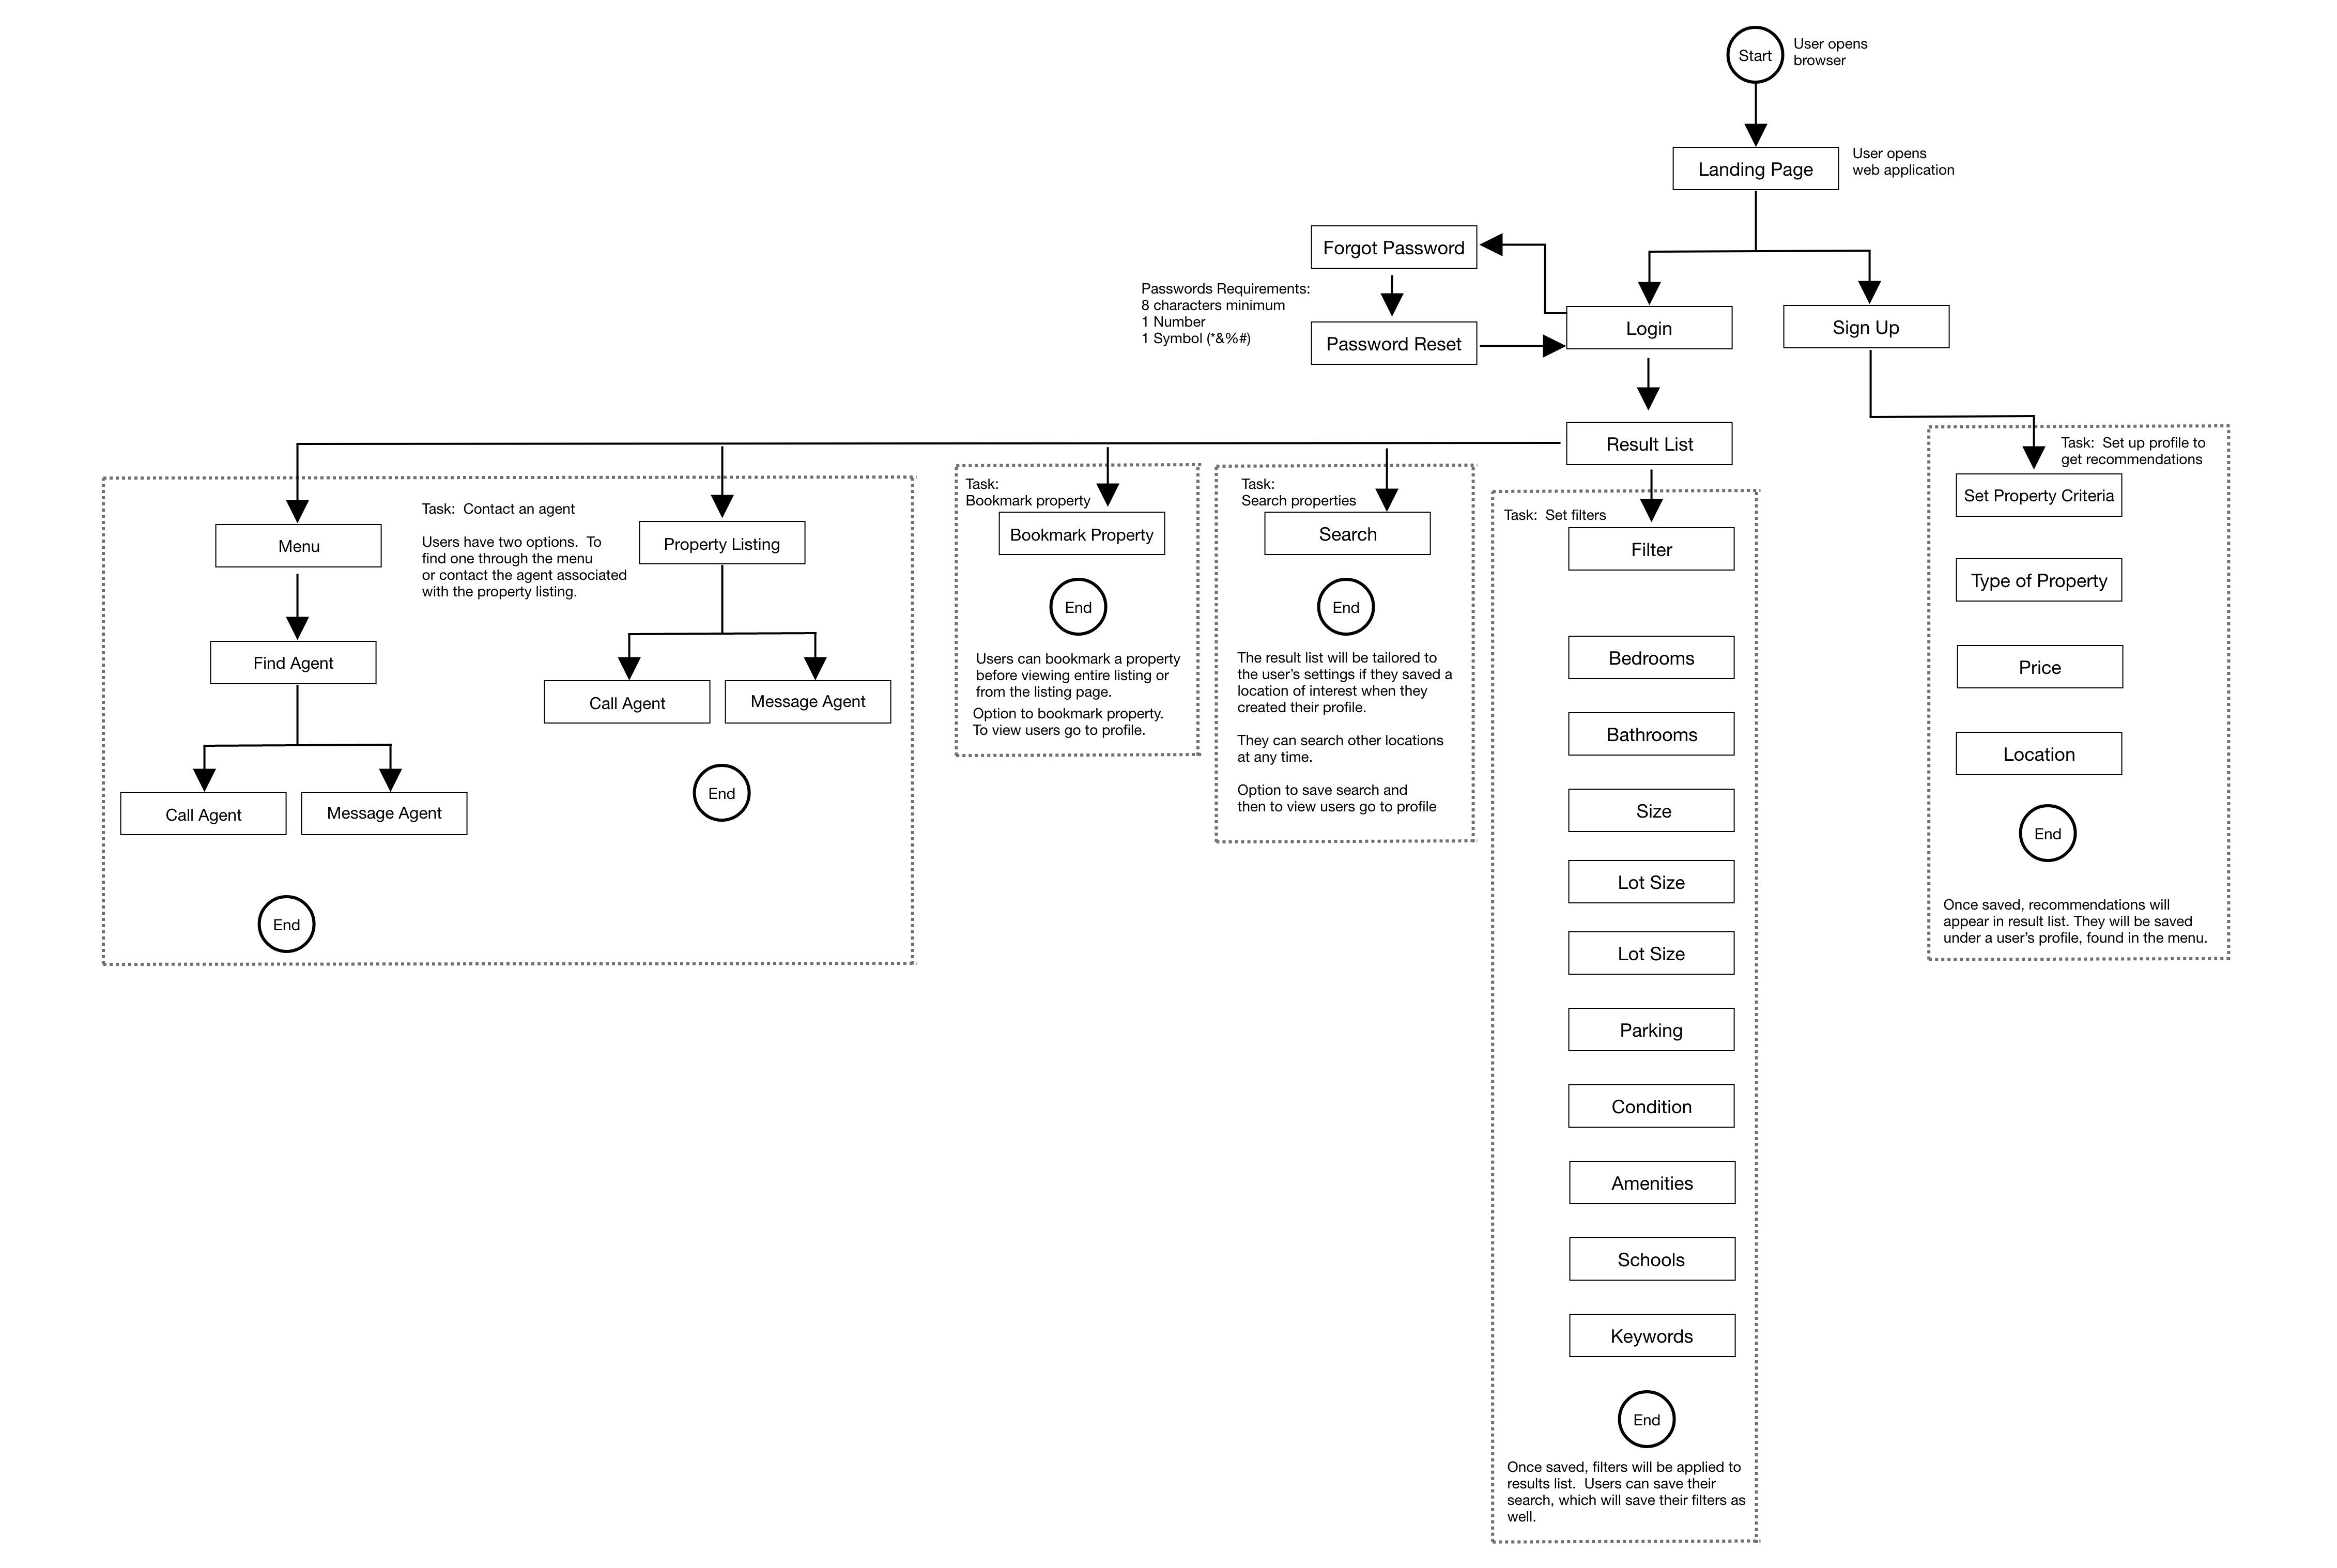 Start
User opens
browser
Landing Page
User opens
web application
Forgot Password
Passwords Requirements:
8 characters minimum
1 Number
1 Symbol (*&%#)
Password Reset
Login
Sign Up
Result List
Task:  Contact an agent
Users have two options.  To
find one through the menu
or contact the agent associated
with the property listing.
Menu
Find Agent
Call Agent
Message Agent
End
Property Listing
Call Agent
Message Agent
End
Task:
Bookmark property
Bookmark Property
End
Users can bookmark a property
before viewing entire listing or
from the listing page.
Option to bookmark property.
To view users go to profile.
Task:
Search properties
Search
End
The result list will be tailored to
the user's settings if they saved a
location of interest when they
created their profile.
They can search other locations
at any time.
Option to save search and
then to view users go to profile
Task:  Set filters
Filter
Bedrooms
Bathrooms
Size
Lot Size
Lot Size
Parking
Condition
Amenities
Schools
Keywords
End
Once saved, filters will be applied to
results list.  Users can save their
search, which will save their filters as
well.
Task:  Set up profile to
get recommendations
Set Property Criteria
Type of Property
Price
Location
End
Once saved, recommendations will
appear in result list. They will be saved
under a user's profile, found in the menu.